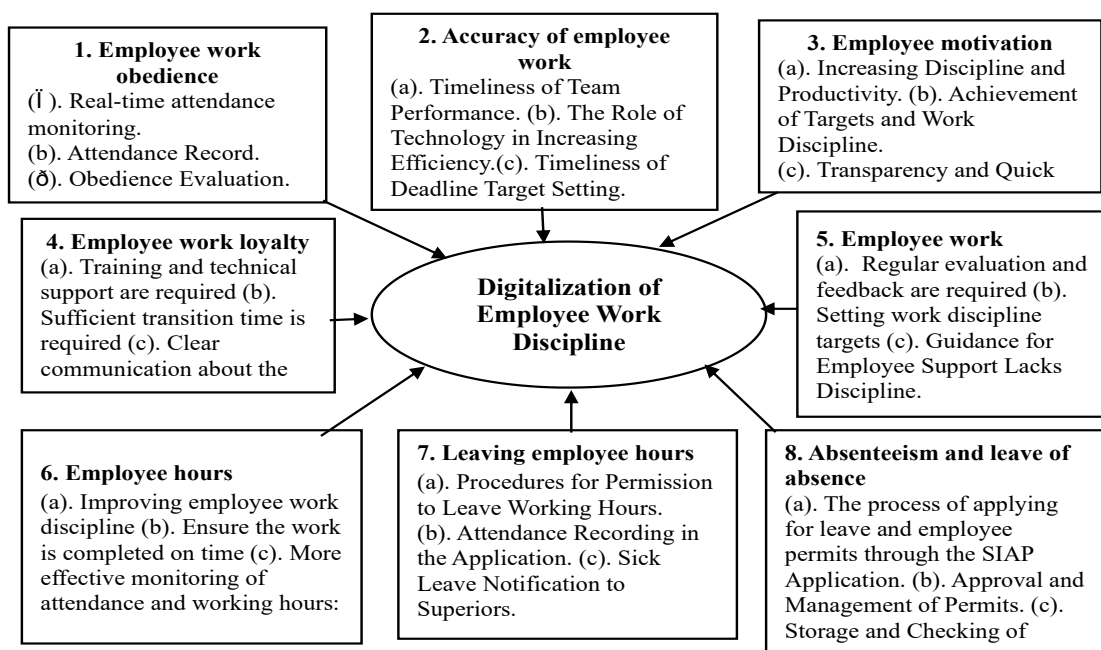 1. Employee work
obedience
(Ï ). Real-time attendance
monitoring.
(b). Attendance Record.
(ð). Obedience Evaluation.
2. Accuracy of employee
work
(a). Timeliness of Team
Performance. (b). The Role of
Technology in Increasing
Efficiency.(c). Timeliness of
Deadline Target Setting.
3. Employee motivation
(a). Increasing Discipline and
Productivity. (b). Achievement
of Targets and Work
Discipline.
(c). Transparency and Quick
4. Employee work loyalty
(a). Training and technical
support are required (b).
Sufficient transition time is
required (c). Clear
communication about the
Digitalization of
Employee Work
Discipline
5. Employee work
(a). Regular evaluation and
feedback are required (b).
Setting work discipline
targets (c). Guidance for
Employee Support Lacks
Discipline.
6. Employee hours
(a). Improving employee work
discipline (b). Ensure the work
is completed on time (c). More
effective monitoring of
attendance and working hours:
7. Leaving employee hours
(a). Procedures for Permission
to Leave Working Hours.
(b). Attendance Recording in
the Application. (c). Sick
Leave Notification to
Superiors.
8. Absenteeism and leave of
absence
(a). The process of applying
for leave and employee
permits through the SIAP
Application. (b). Approval and
Management of Permits. (c).
Storage and Checking of